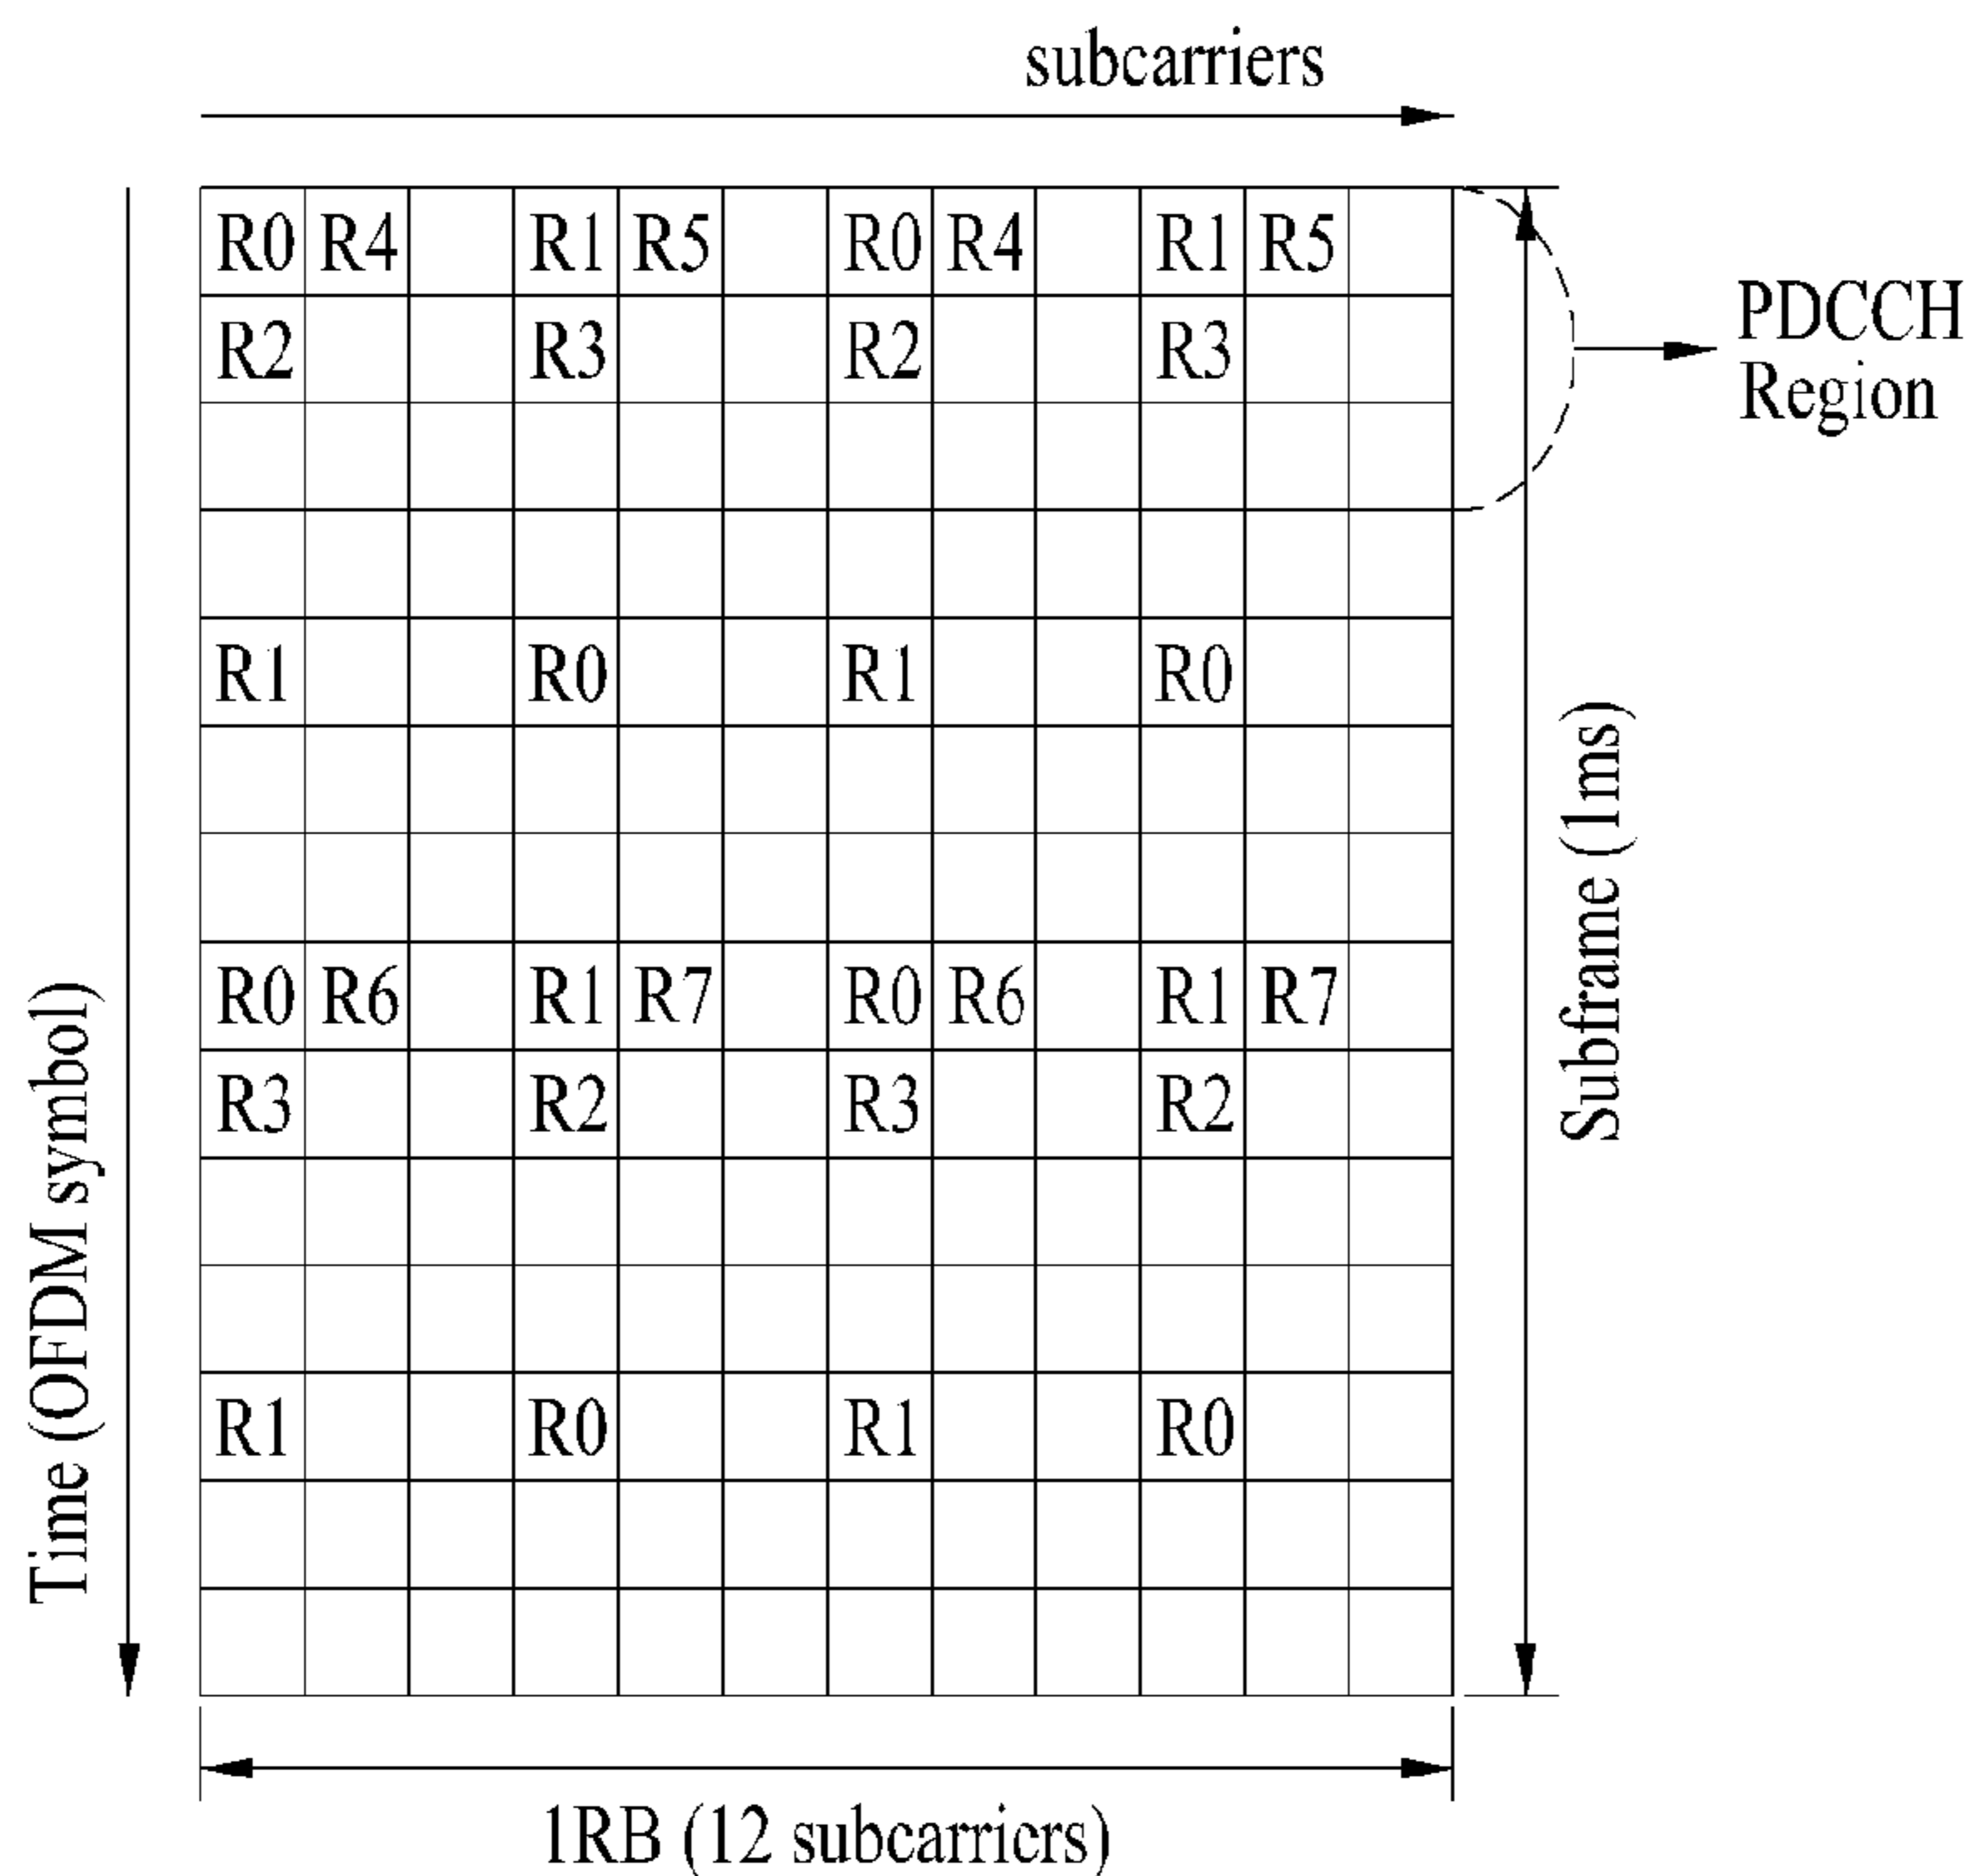 subcarriers
R0 R4 R1 R5 R0 R4 R1 R5
R2 R3 R2 R3
PDCCH
Region
R1 R0 R1 R0
R0 R6 R1 R7 R0 R6 R1 R7
R3 R2 R3 R2
R1 R0 R1 R0
Time (OFDM symbol)
Subframe (1ms)
1RB (12 subcarriers)